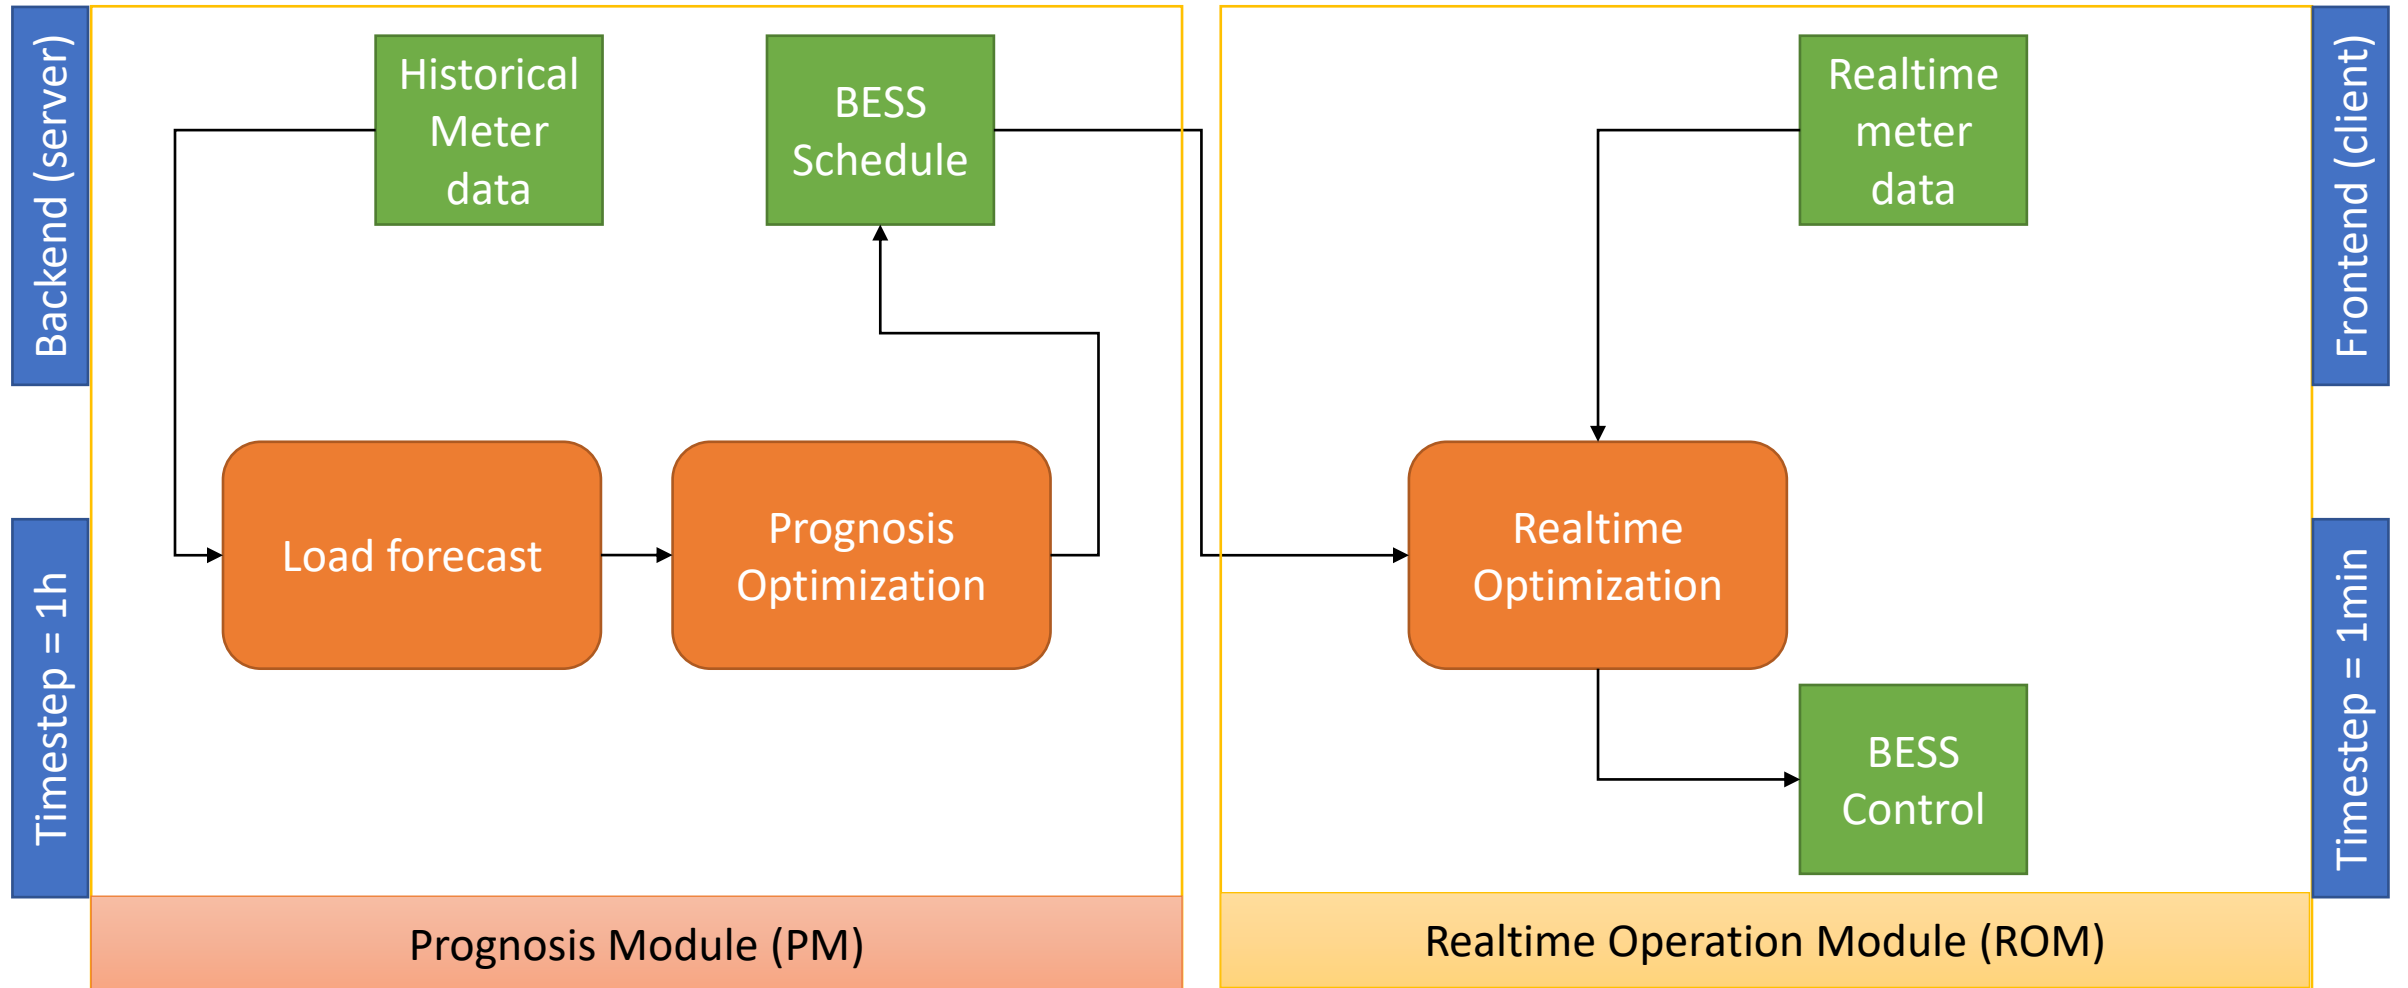 Backend (server)
Timestep = 1h
Historical
Meter
data
BESS
Schedule
Load forecast
Prognosis
Optimization
Prognosis Module (PM)
Realtime
meter
data
Realtime
Optimization
BESS
Control
Realtime Operation Module (ROM)
Frontend (client)
Timestep = 1min